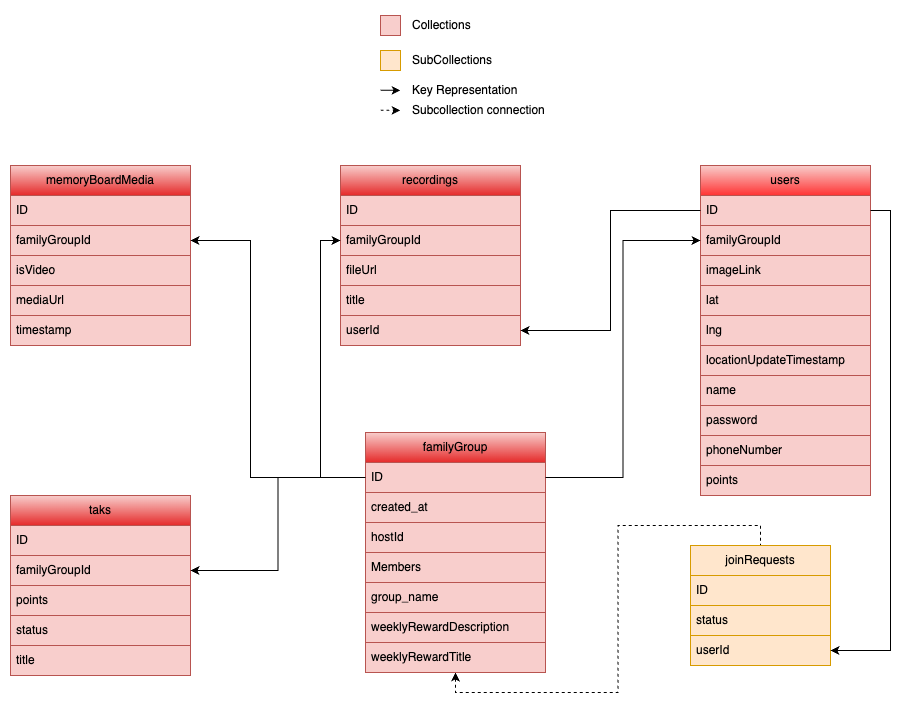 Collections
SubCollections
Key Representation
Subcollection connection
memoryBoardMedia
ID
familyGroupId
isVideo
mediaUrl
timestamp
recordings
ID
familyGroupId
fileUrl
title
userId
users
ID
familyGroupId
imageLink
lat
lng
locationUpdateTimestamp
name
password
phoneNumber
points
familyGroup
ID
created_at
hostId
Members
group_name
weeklyRewardDescription
weeklyRewardTitle
taks
ID
familyGroupId
points
status
title
joinRequests
ID
status
userId